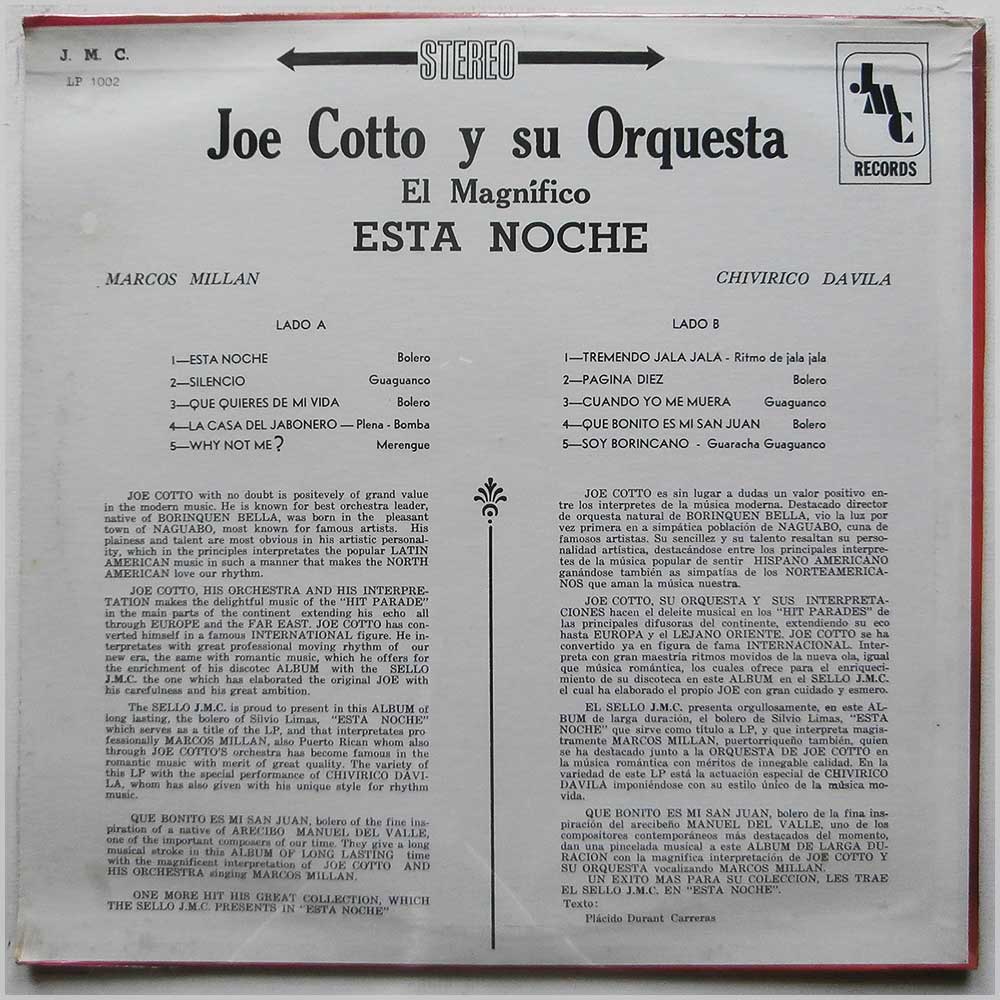 J. M. C.
LP 1002
STEREO
JMC
RECORDS
Joe Cotto y su Orquesta
El Magnífico
ESTA NOCHE
MARCOS MILLAN
CHIVIRICO DAVILA
LADO A
1—ESTA NOCHE Bolero
2—SILENCIO Guaguanco
3—QUE QUIERES DE MI VIDA Bolero
4—LA CASA DEL JABONERO — Plena - Bomba
5—WHY NOT ME? Merengue
LADO B
1—TREMENDO JALA JALA - Ritmo de jala jala
2—PAGINA DIEZ Bolero
3—CUANDO YO ME MUERA Guaguanco
4—QUE BONITO ES MI SAN JUAN Bolero
5—SOY BORINCANO - Guaracha Guaguanco
JOE COTTO with no doubt is positevely of grand value
in the modern music. He is known for best orchestra leader,
native of BORINQUEN BELLA, was born in the pleasant
town of NAGUABO, most known for famous artists. His
plainess and talent are most obvious in his artistic personal-
ity, which in the principles interpretates the popular LATIN
AMERICAN music in such a manner that makes the NORTH
AMERICAN love our rhythm.
JOE COTTO, HIS ORCHESTRA AND HIS INTERPRE-
TATION makes the delightful music of the "HIT PARADE"
in the main parts of the continent extending his echo all
through EUROPE and the FAR EAST. JOE COTTO has con-
verted himself in a famous INTERNATIONAL figure. He in-
terpretates with great professional moving rhythm of our
new era, the same with romantic music, which he offers for
the enrichment of his discotec ALBUM with the SELLO
J.M.C. the one which has elaborated the original JOE with
his carefulness and his great ambition.
The SELLO J.M.C. is proud to present in this ALBUM of
long lasting, the bolero of Silvio Limas, "ESTA NOCHE"
which serves as a title of the LP, and that interpretates pro-
fessionally MARCOS MILLAN, also Puerto Rican whom also
through JOE COTTO'S orchestra has become famous in the
romantic music with merit of great quality. The variety of
this LP with the special performance of CHIVIRICO DAVI-
LA, whom has also given with his unique style for rhythm
music.
QUE BONITO ES MI SAN JUAN, bolero of the fine ins-
piration of a native of ARECIBO MANUEL DEL VALLE,
one of the important composers of our time. They give a long
musical stroke in this ALBUM OF LONG LASTING time
with the magnificent interpretation of JOE COTTO AND
HIS ORCHESTRA singing MARCOS MILLAN.
ONE MORE HIT HIS GREAT COLLECTION, WHICH
THE SELLO J.M.C. PRESENTS IN "ESTA NOCHE"
JOE COTTO es sin lugar a dudas un valor positivo en-
tre los interpretes de la música moderna. Destacado director
de orquesta natural de BORINQUEN BELLA, vio la luz por
vez primera en a simpática población de NAGUABO, cuna de
famosos artistas. Su sencillez y su talento resaltan su perso-
nalidad artística, destacándose entre los principales interpre-
tes de la música popular de sentir HISPANO AMERICANO
ganándose también as simpatías de los NORTEAMERICA-
NOS que aman la música nuestra.
JOE COTTO, SU ORQUESTA Y SUS INTERPRETA-
CIONES hacen el deleite musical en los "HIT PARADES" de
las principales difusoras del continente, extendiendo su eco
hasta EUROPA y el LEJANO ORIENTE. JOE COTTO se ha
convertido ya en figura de fama INTERNACIONAL. Inter-
preta con gran maestría ritmos movidos de la nueva ola, igual
que música romántica, los cuales ofrece para el enriqueci-
miento de su discoteca en este ALBUM en el SELLO J.M.C.
el cual ha elaborado el propio JOE con gran cuidado y esmero.
EL SELLO J.M.C. presenta orgullosamente, en este AL-
BUM de larga duración, el bolero de Silvio Limas, "ESTA
NOCHE" que sirve como título a LP, y que interpreta magis-
tramente MARCOS MILLAN, puertorriqueño también, quien
se ha destacado junto a la ORQUESTA DE JOE COTTO en
la música romántica con méritos de innegable calidad. En la
variedad de este LP está la actuación especial de CHIVIRICO
DAVILA imponiéndose con su estilo único de la música mo-
vida.
QUE BONITO ES MI SAN JUAN, bolero de la fina ins-
piración del arecibeño MANUEL DEL VALLE, uno de los
compositores contemporáneos más destacados del momento,
dan una pincelada musical a este ALBUM DE LARGA DU-
RACION con la magnífica interpretación de JOE COTTO Y
SU ORQUESTA vocalizando MARCOS MILLAN.
UN EXITO MAS PARA SU COLECCION, LES TRAE
EL SELLO J.M.C. EN "ESTA NOCHE".
Texto:
Plácido Durant Carreras